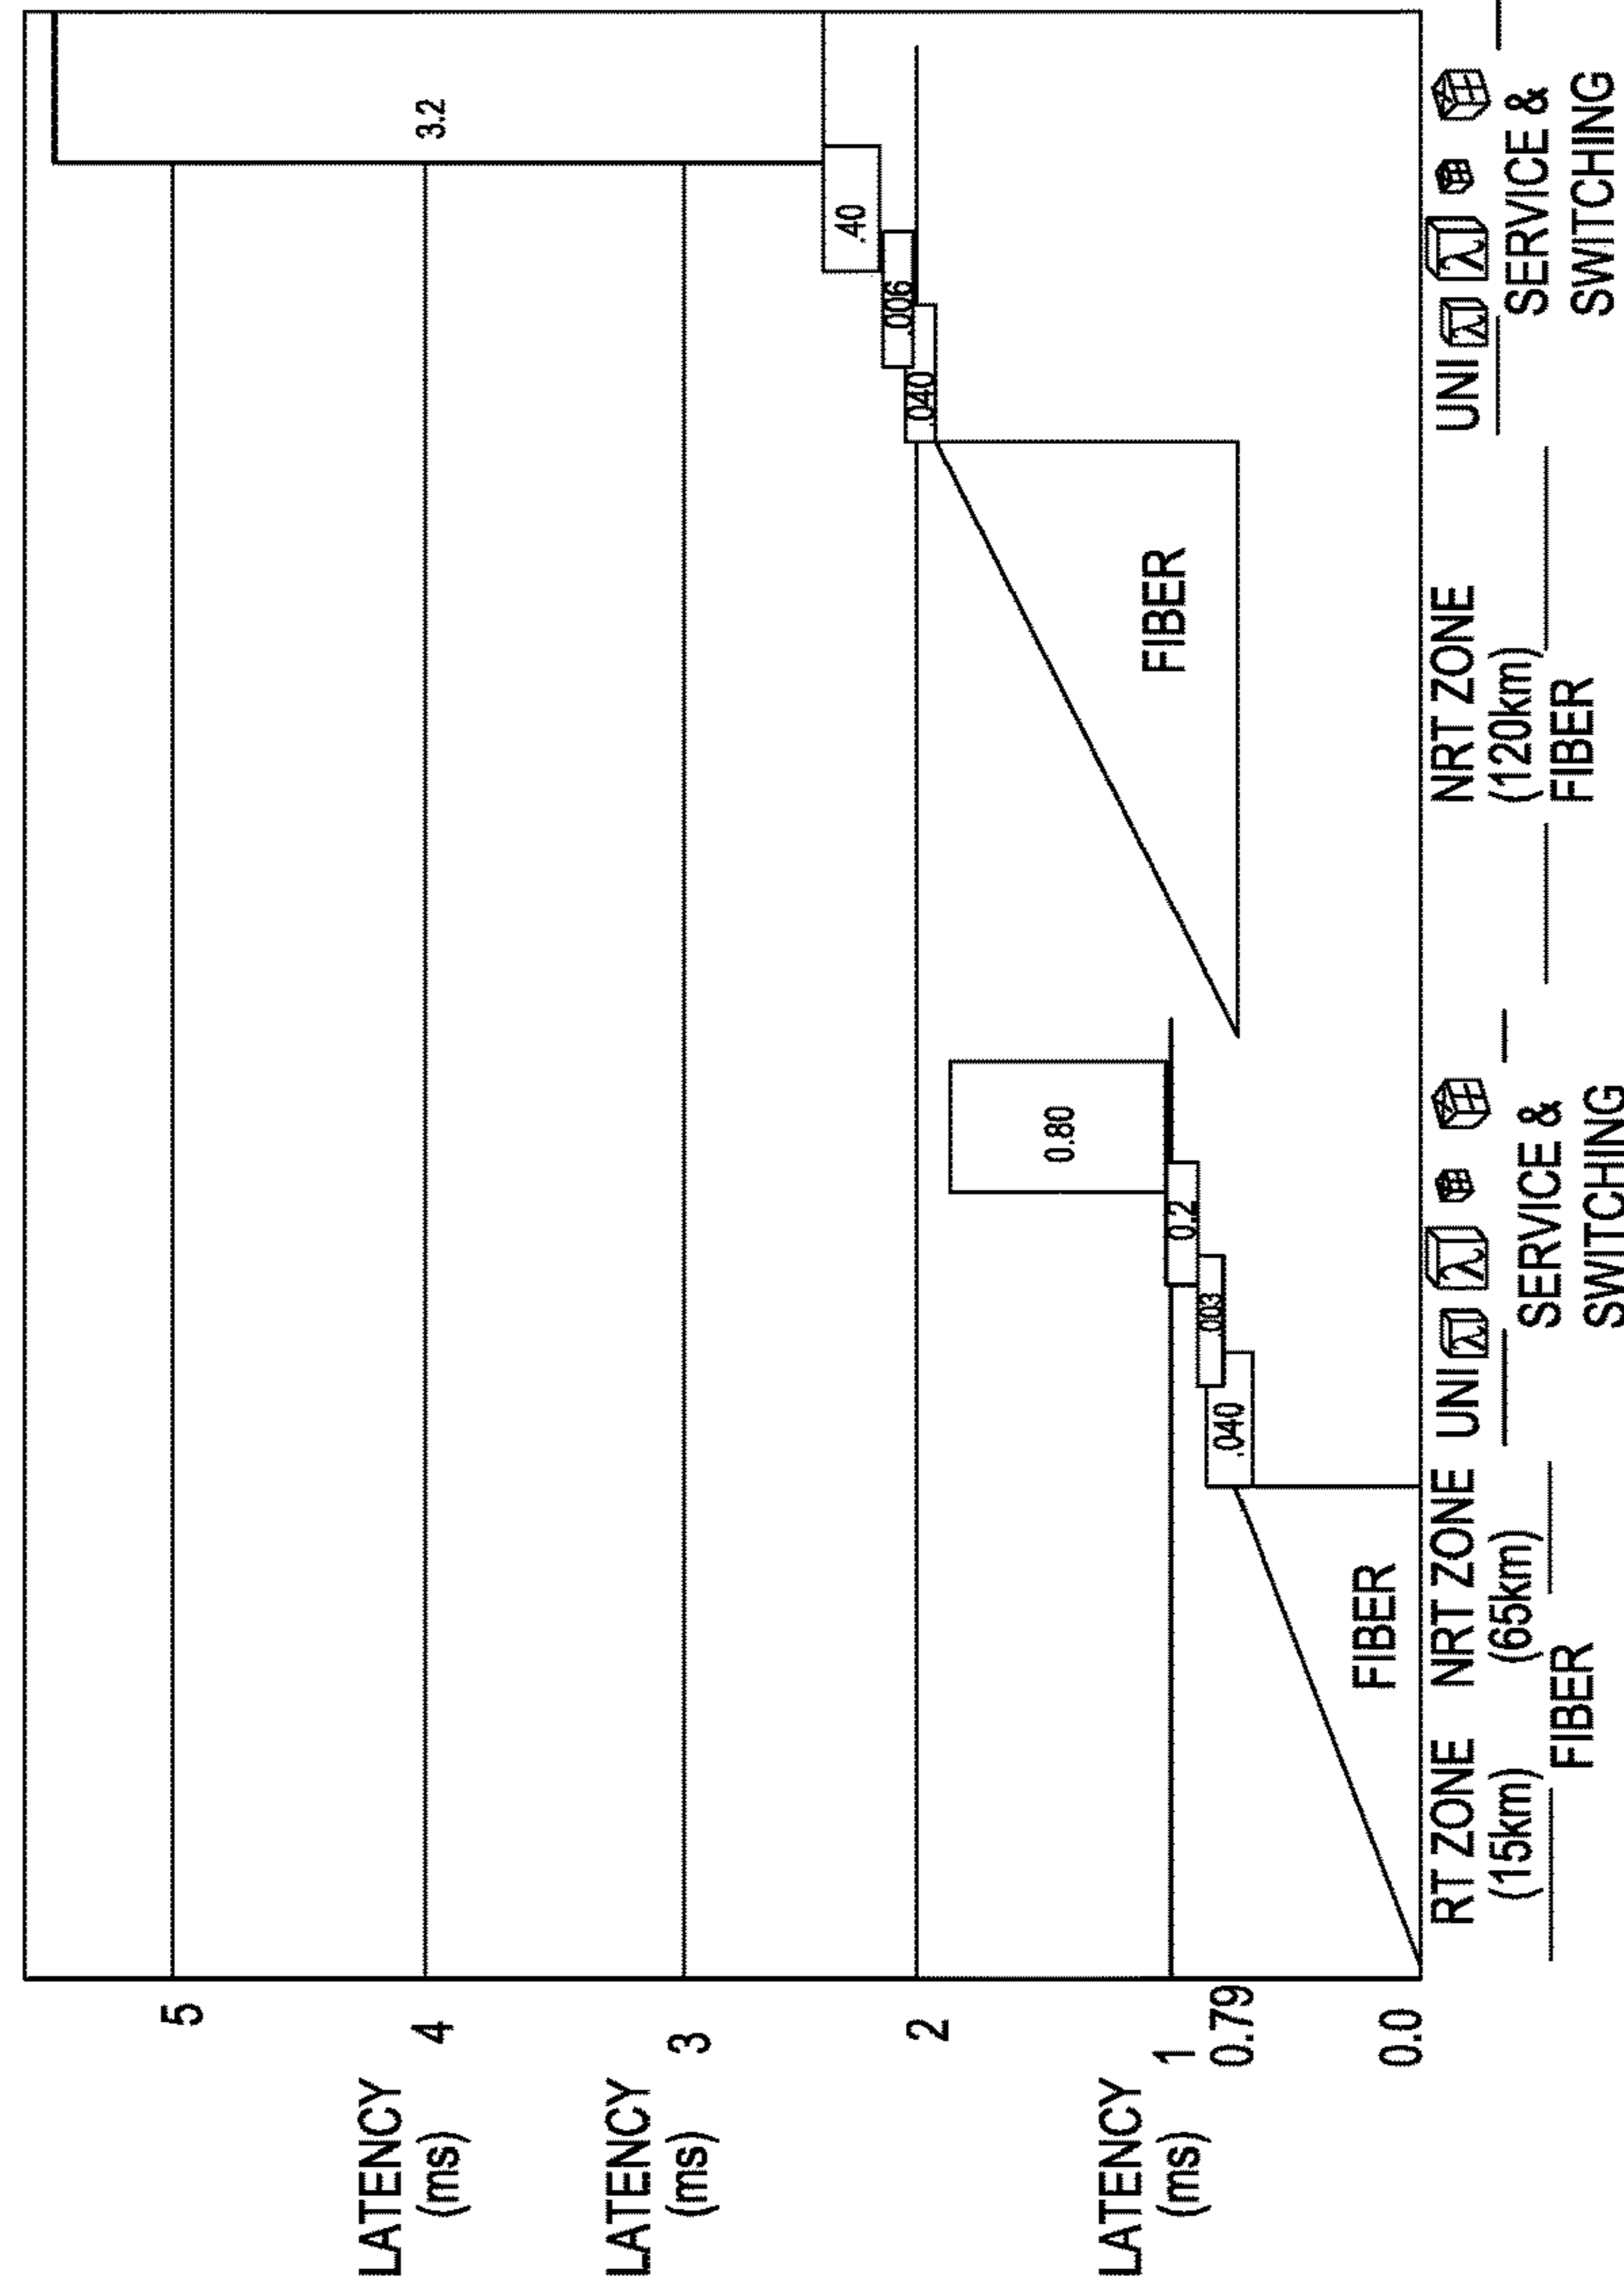 LATENCY
(ms)
LATENCY
(ms)
LATENCY
(ms)
5
4
3
2
1
0.79
0.0
3.2
.40
.006
.040
FIBER
0.80
0.2
.003
.040
FIBER
RT ZONE
(15km)
NRT ZONE
(65km)
FIBER
UNI λ λ
SERVICE &
SWITCHING
NRT ZONE
(120km)
FIBER
UNI λ λ
SERVICE &
SWITCHING